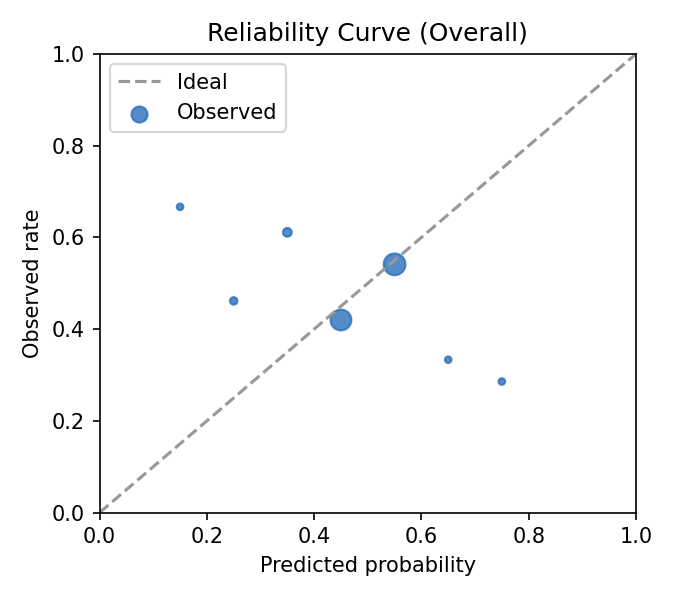 Reliability Curve (Overall)
Ideal
Observed
Observed rate
1.0
0.8
0.6
0.4
0.2
0.0
0.0 0.2 0.4 0.6 0.8 1.0
Predicted probability